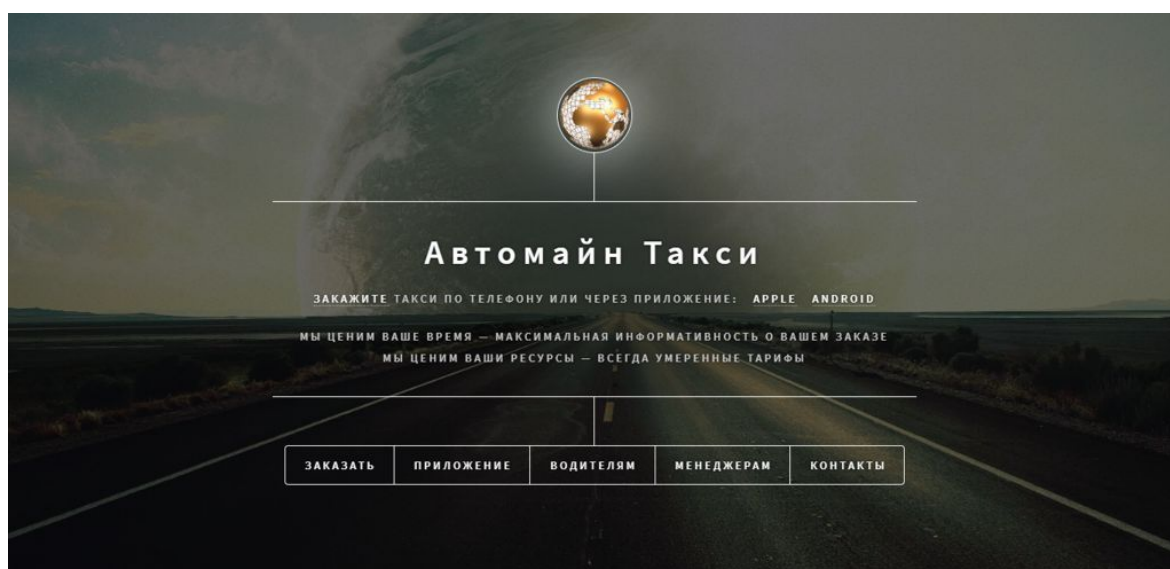 Автомайн Такси
ЗАКАЖИТЕ ТАКСИ ПО ТЕЛЕФОНУ ИЛИ ЧЕРЕЗ ПРИЛОЖЕНИЕ: APPLE ANDROID
МЫ ЦЕНИМ ВАШЕ ВРЕМЯ — МАКСИМАЛЬНАЯ ИНФОРМАТИВНОСТЬ О ВАШЕМ ЗАКАЗЕ
МЫ ЦЕНИМ ВАШИ РЕСУРСЫ — ВСЕГДА УМЕРЕННЫЕ ТАРИФЫ
ЗАКАЗАТЬ ПРИЛОЖЕНИЕ ВОДИТЕЛЯМ МЕНЕДЖЕРАМ КОНТАКТЫ